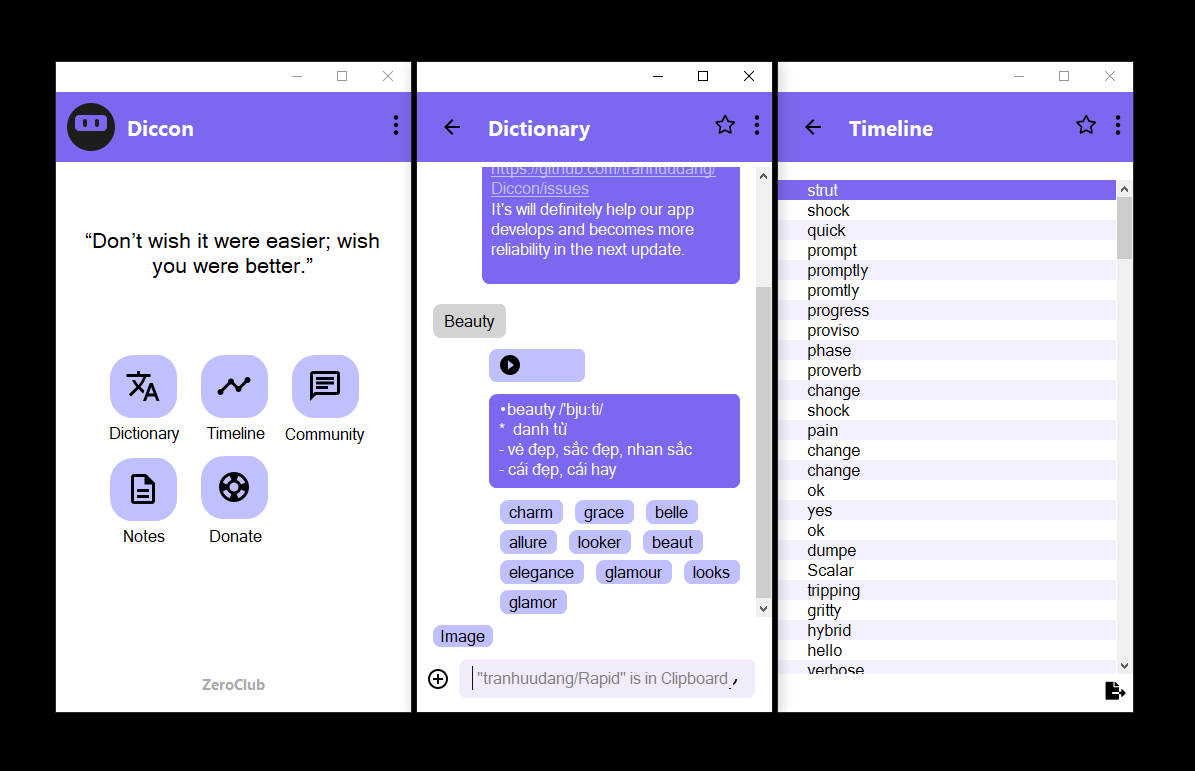 Diccon
“Don’t wish it were easier; wish
you were better.”
Dictionary
Timeline
Community
Notes
Donate
ZeroClub
Dictionary
https://github.com/tranhuudang/
Diccon/issues
It's will definitely help our app
develops and becomes more
reliability in the next update.
Beauty
•beauty /'bju:ti/
* danh từ
- vẻ đẹp, sắc đẹp, nhan sắc
- cái đẹp, cái hay
charm grace belle
allure looker beaut
elegance glamour looks
glamor
Image
"tranhuudang/Rapid" is in Clipboard,
Timeline
strut
shock
quick
prompt
promptly
promtly
progress
proviso
phase
proverb
change
shock
pain
change
change
ok
yes
ok
dumpe
Scalar
tripping
gritty
hybrid
hello
verbose